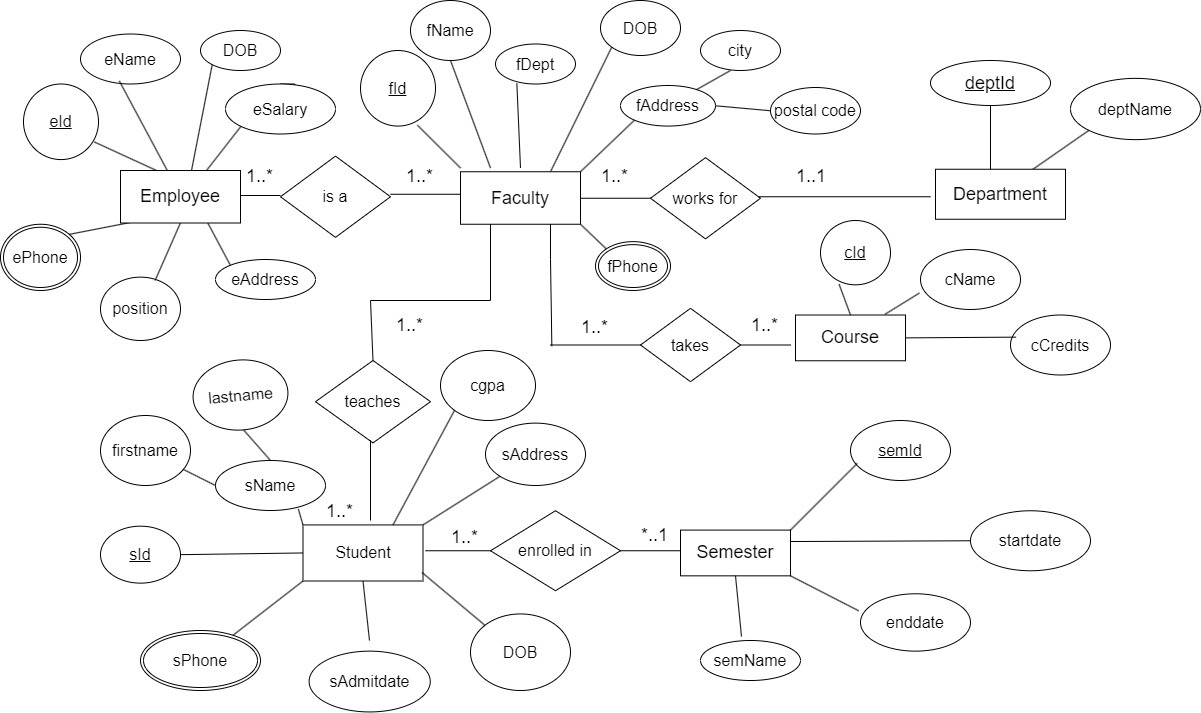 fName
DOB
city
eName
DOB
fDept
deptId
fId
fAddress
postal code
deptName
eId
eSalary
1..*
1..*
1..*
1..1
Employee
is a
Faculty
works for
Department
ePhone
position
eAddress
fPhone
cId
cName
1..*
1..*
1..*
takes
Course
cCredits
lastname
cgpa
teaches
firstname
sName
sAddress
semId
1..*
1..*
*..1
sId
Student
enrolled in
Semester
startdate
enddate
sPhone
sAdmitdate
DOB
semName